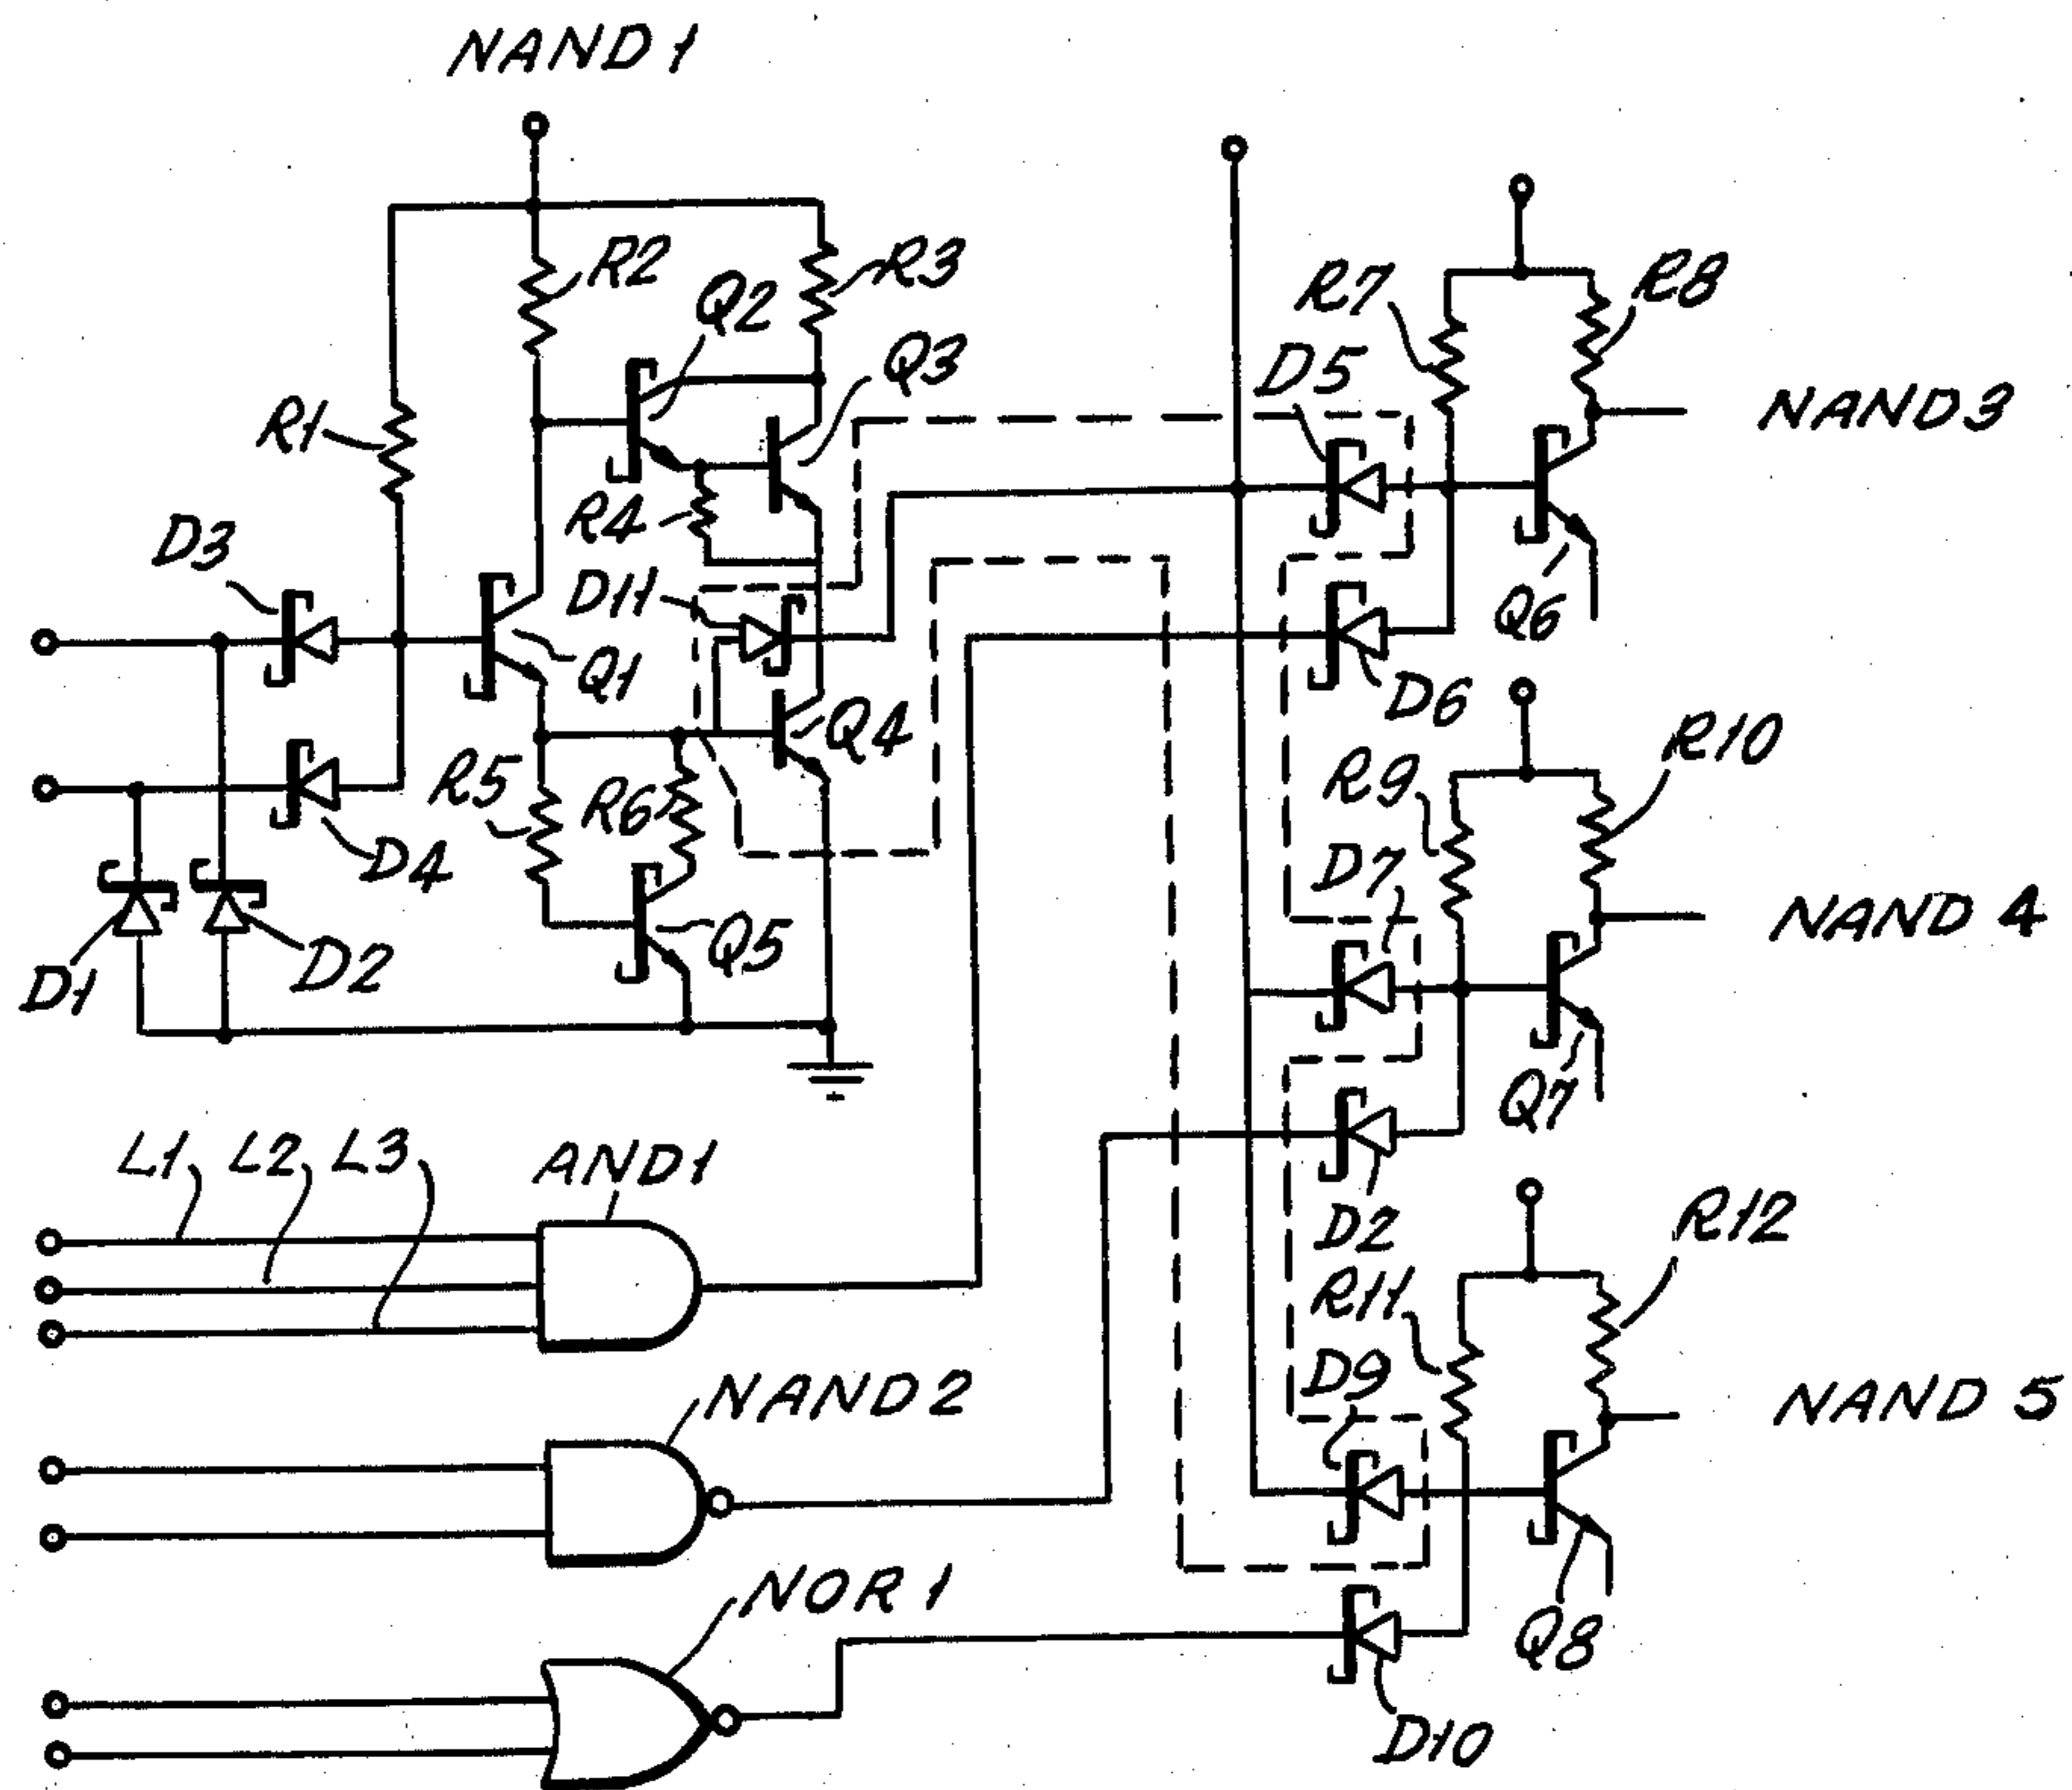 NAND1
R2
R3
Q2
R7
R8
D5
Q3
NAND3
R1
R4
D3
D11
Q6
Q1
D6
Q4
R10
R5
R6
R9
D4
D7
NAND 4
D1
D2
Q5
Q7
L1
L2
L3
AND1
D2
R12
R11
D9
NAND2
NAND 5
NOR 1
Q8
D10